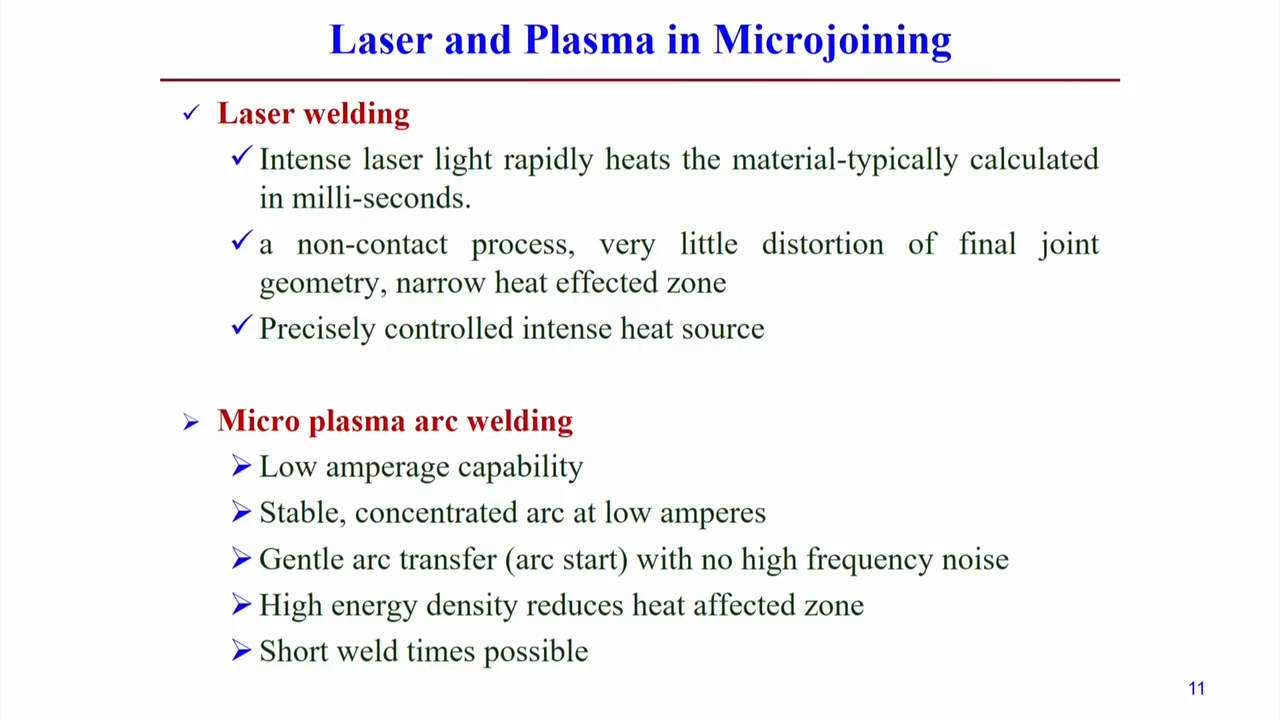 Laser and Plasma in Microjoining
Laser welding
Intense laser light rapidly heats the material-typically calculated
in milli-seconds.
a non-contact process, very little distortion of final joint
geometry, narrow heat effected zone
Precisely controlled intense heat source
Micro plasma arc welding
Low amperage capability
Stable, concentrated arc at low amperes
Gentle arc transfer (arc start) with no high frequency noise
High energy density reduces heat affected zone
Short weld times possible
11